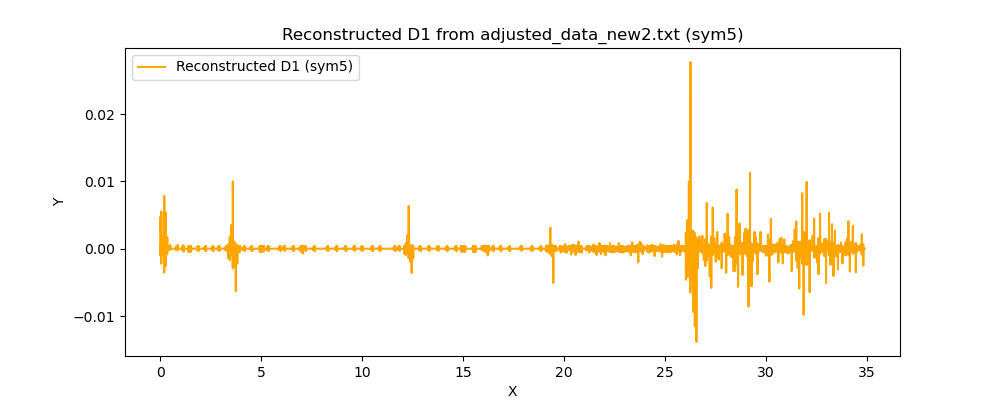 Reconstructed D1 from adjusted_data_new2.txt (sym5)
Reconstructed D1 (sym5)
0.02
0.01
0.00
−0.01
Y
0 5 10 15 20 25 30 35
X